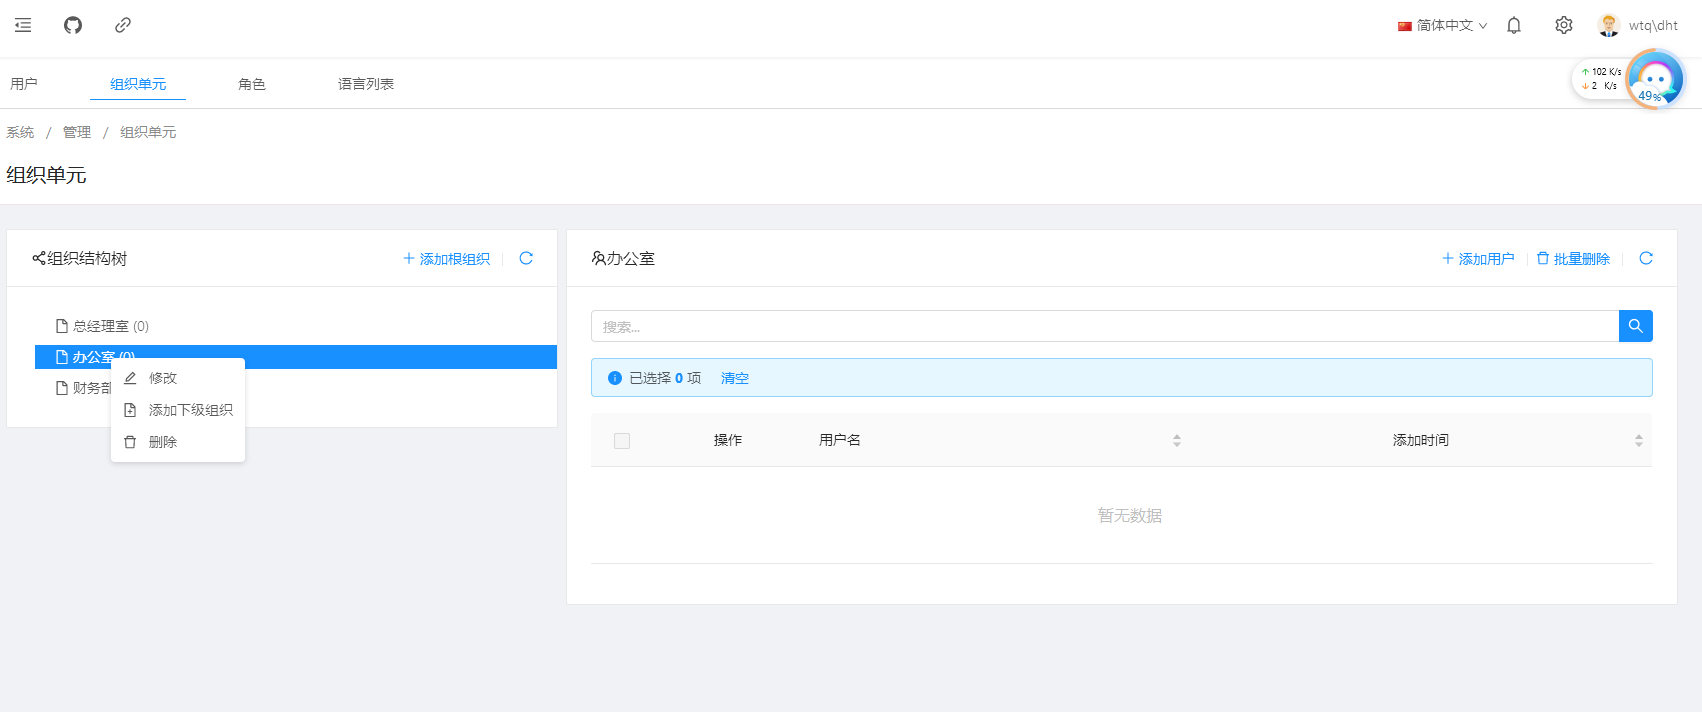 简体中文 wtq\dht
用户 组织单元 角色 语言列表
102 K/s
2 K/s
49%
系统 / 管理 / 组织单元
组织单元
组织结构树 添加根组织
总经理室 (0)
办公室 (0)
财务部
修改
添加下级组织
删除
办公室 添加用户 批量删除
搜索...
已选择 0 项 清空
操作 用户名 添加时间
暂无数据